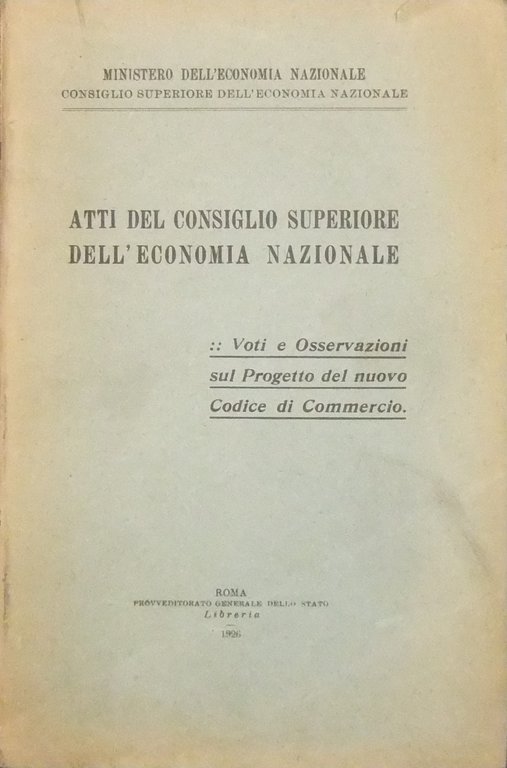 MINISTERO DELL'ECONOMIA NAZIONALE
CONSIGLIO SUPERIORE DELL'ECONOMIA NAZIONALE
ATTI DEL CONSIGLIO SUPERIORE
DELL'ECONOMIA NAZIONALE
:: Voti e Osservazioni
sul Progetto del nuovo
Codice di Commercio.
ROMA
PROVVEDITORATO GENERALE DELLO STATO
Libreria
1926